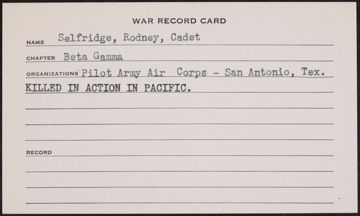 WAR RECORD CARD
NAME Selfridge, Rodney, Cadet
CHAPTER Beta Gamma
ORGANIZATIONS Pilot Army Air Corps - San Antonio, Tex.
KILLED IN ACTION IN PACIFIC.
RECORD